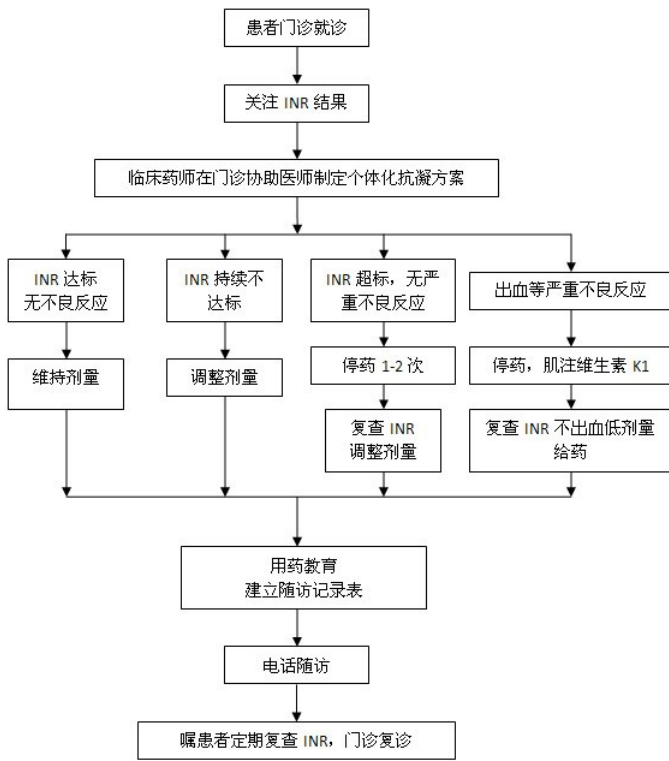 患者门诊就诊
关注 INR 结果
临床药师在门诊协助医师制定个体化抗凝方案
INR 达标
无不良反应
INR 持续不
达标
INR 超标，无严
重不良反应
出血等严重不良反应
维持剂量
调整剂量
停药 1-2 次
停药，肌注维生素 K1
复查 INR
调整剂量
复查 INR 不出血低剂量
给药
用药教育
建立随访记录表
电话随访
嘱患者定期复查 INR，门诊复诊